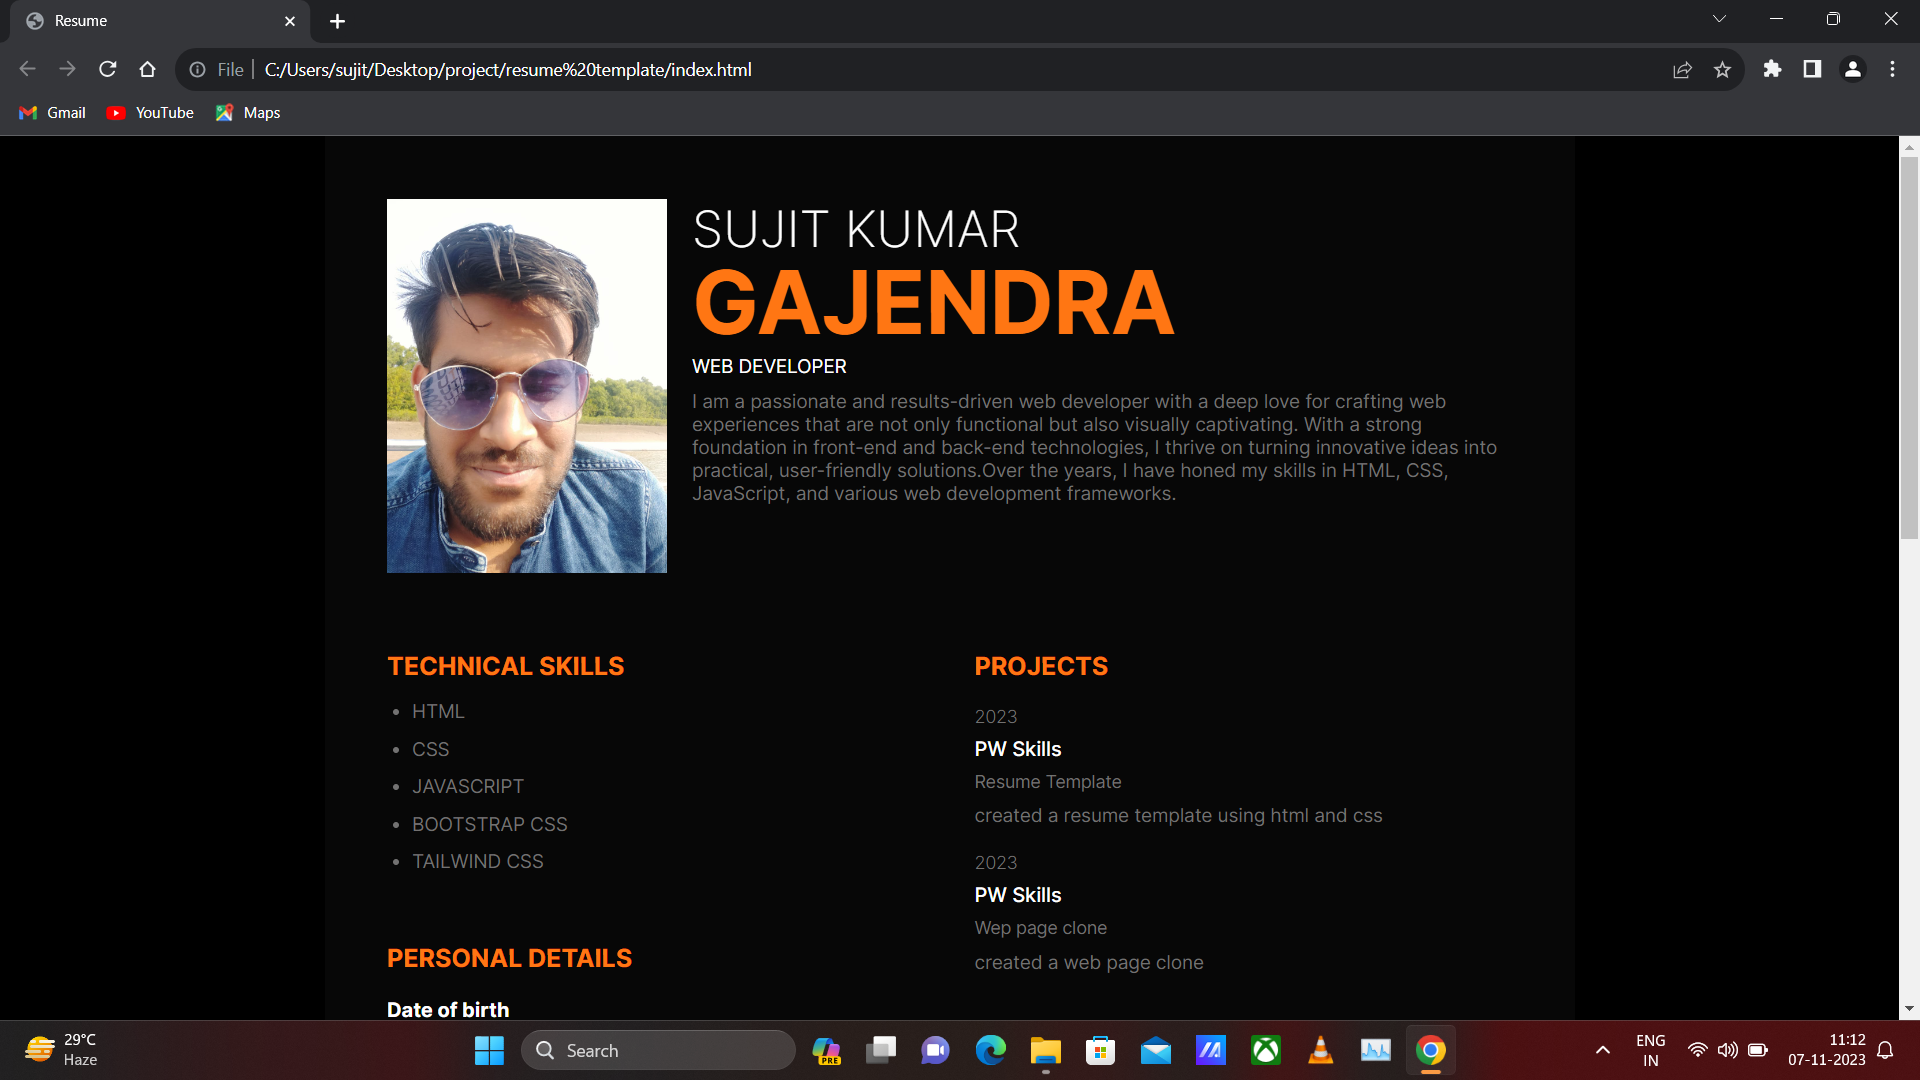 Resume
File
C:/Users/sujit/Desktop/project/resume%20template/index.html
Gmail
YouTube
Maps
SUJIT KUMAR
GAJENDRA
WEB DEVELOPER
I am a passionate and results-driven web developer with a deep love for crafting web
experiences that are not only functional but also visually captivating. With a strong
foundation in front-end and back-end technologies, I thrive on turning innovative ideas into
practical, user-friendly solutions.Over the years, I have honed my skills in HTML, CSS,
JavaScript, and various web development frameworks.
TECHNICAL SKILLS
• HTML
• CSS
• JAVASCRIPT
• BOOTSTRAP CSS
• TAILWIND CSS
PERSONAL DETAILS
Date of birth
PROJECTS
2023
PW Skills
Resume Template
created a resume template using html and css
2023
PW Skills
Wep page clone
created a web page clone
29°C
Haze
Search
PRE
ENG
IN
11:12
07-11-2023